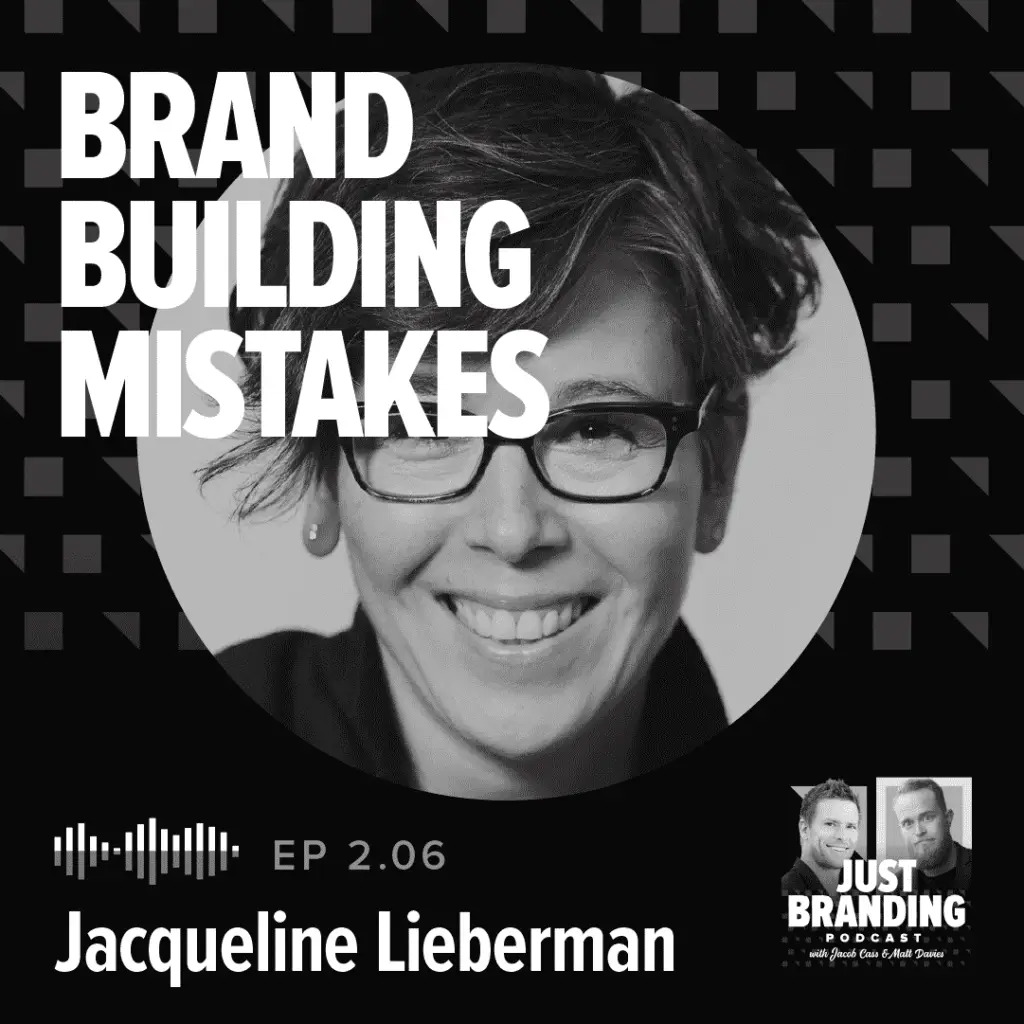 BRAND
BUILDING
MISTAKES
EP 2.06
Jacqueline Lieberman
JUST
BRANDING
PODCAST
with Jacob Cass & Matt Davies